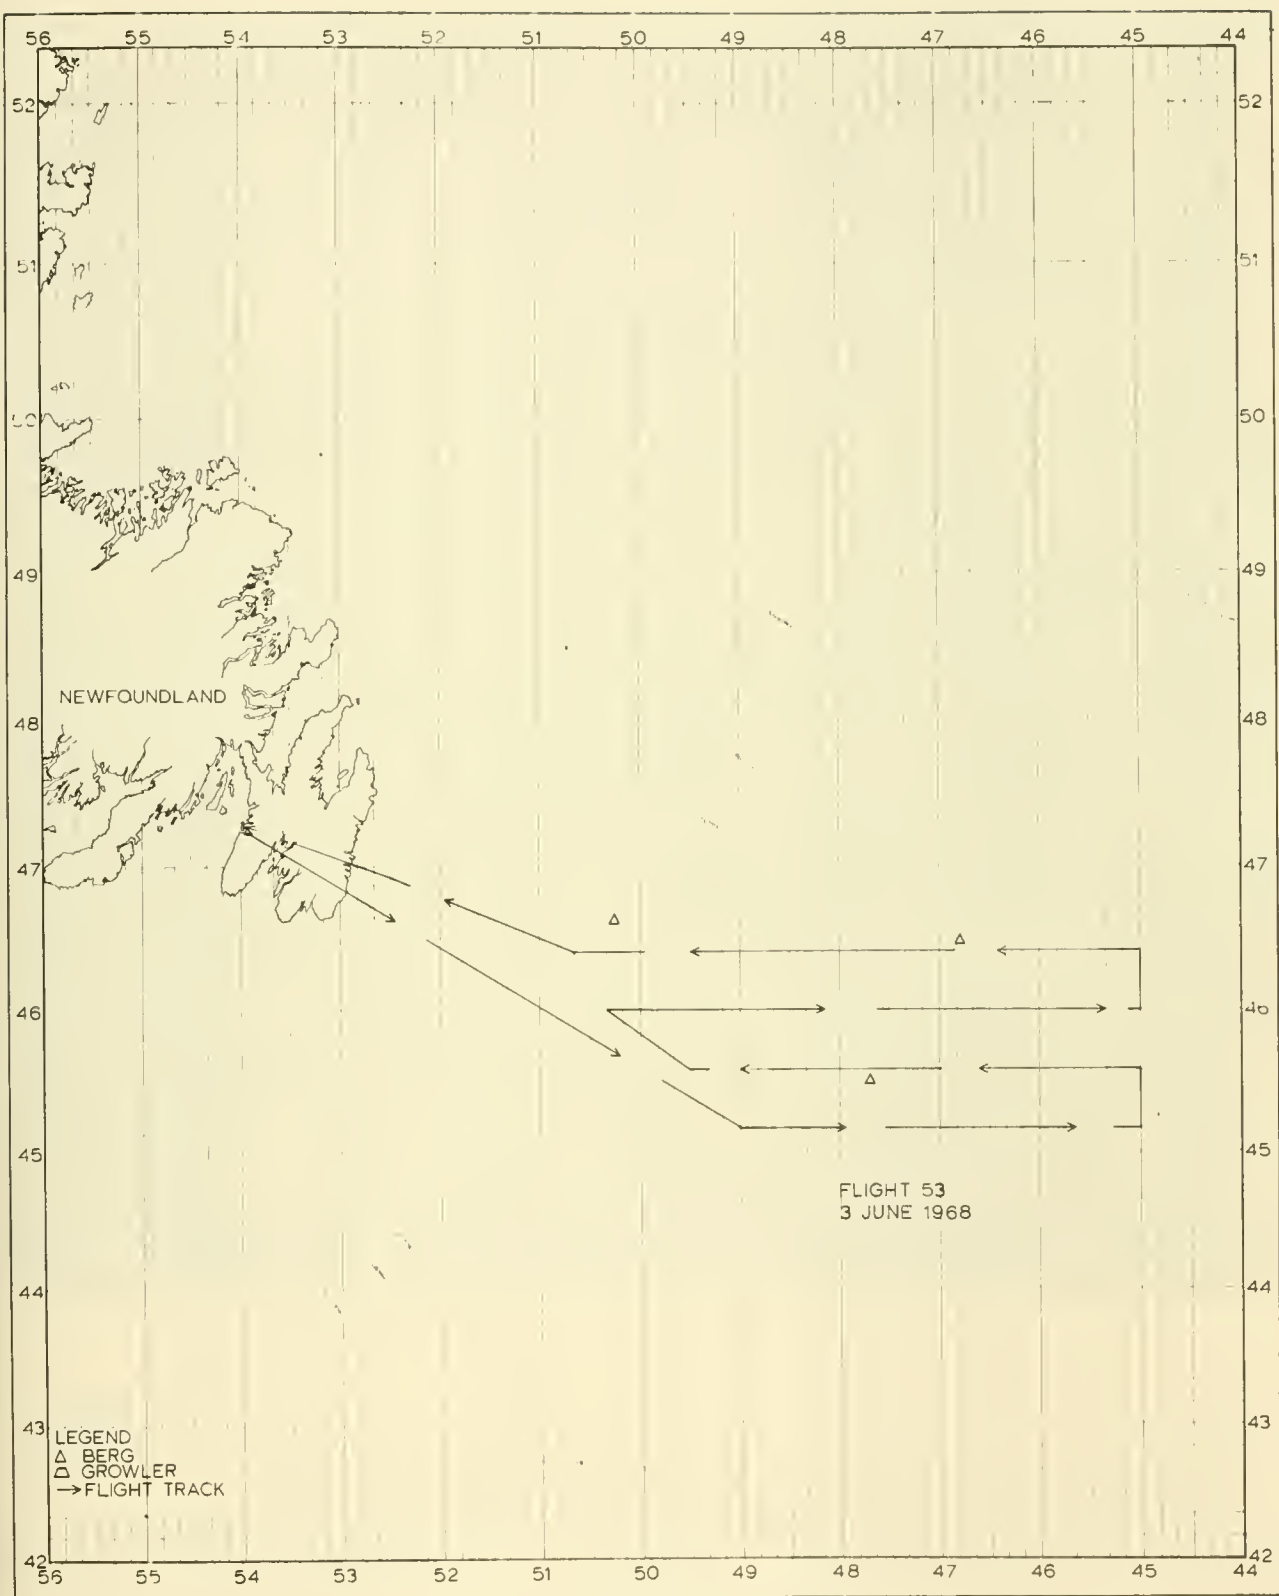 56 55 54 53 52 51 50 49 48 47 46 45 44
52 52
51 51
50 50
49 49
NEWFOUNDLAND
48 48
47 47
46 46
45 45
FLIGHT 53
3 JUNE 1968
44 44
43 43
LEGEND
BERG
GROWLER
FLIGHT TRACK
42 42
56 55 54 53 52 51 50 49 48 47 46 45 44